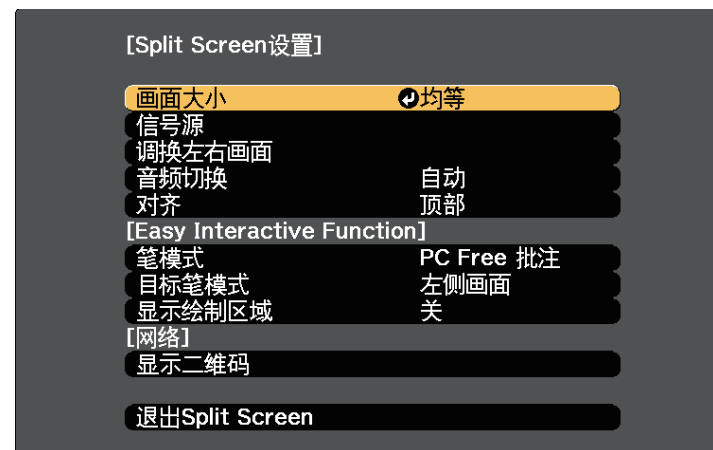 [Split Screen设置]
画面大小 均等
信号源
调换左右画面
音频切换 自动
对齐 顶部
[Easy Interactive Function]
笔模式 PC Free 批注
目标笔模式 左侧画面
显示绘制区域 关
[网络]
显示二维码
退出Split Screen